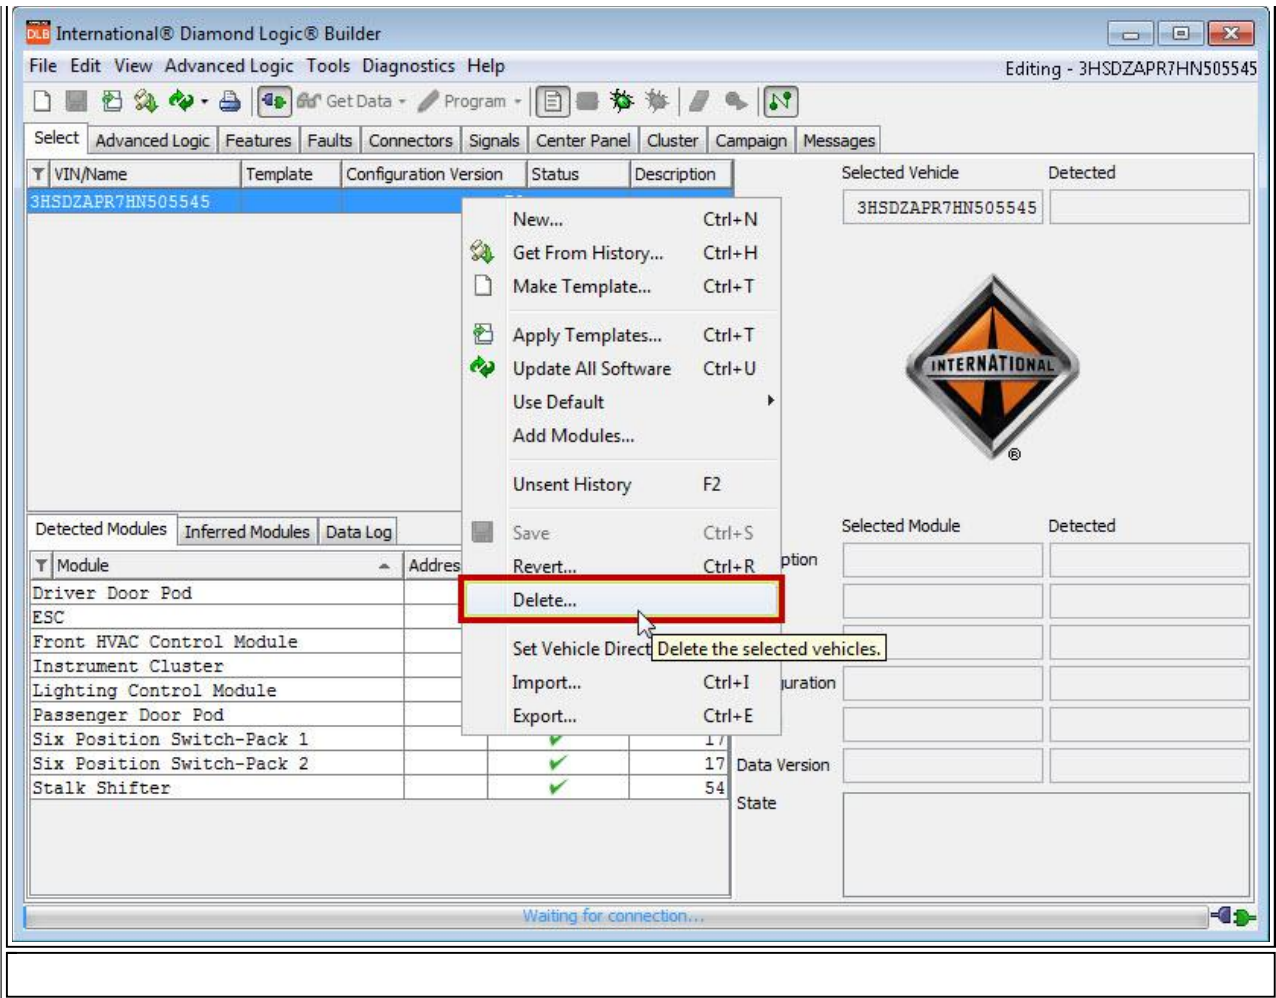 DLB International® Diamond Logic® Builder
File Edit View Advanced Logic Tools Diagnostics Help Editing - 3HSDZAPR7HN505545
Get Data Program
Select Advanced Logic Features Faults Connectors Signals Center Panel Cluster Campaign Messages
VIN/Name Template Configuration Version Status Description Selected Vehicle Detected
3HSDZAPR7HN505545 3HSDZAPR7HN505545
New... Ctrl+N
Get From History... Ctrl+H
Make Template... Ctrl+T
Apply Templates... Ctrl+T
Update All Software Ctrl+U
INTERNATIONAL ®
Use Default
Add Modules...
Unsent History F2
Detected Modules Inferred Modules Data Log Save Ctrl+S Selected Module Detected
Module Addres Revert... Ctrl+R ption
Driver Door Pod Delete...
ESC
Front HVAC Control Module Set Vehicle Direct Delete the selected vehicles.
Instrument Cluster
Lighting Control Module Import... Ctrl+I uration
Passenger Door Pod Export... Ctrl+E
Six Position Switch-Pack 1 17
Six Position Switch-Pack 2 17 Data Version
Stalk Shifter 54
State
Waiting for connection...